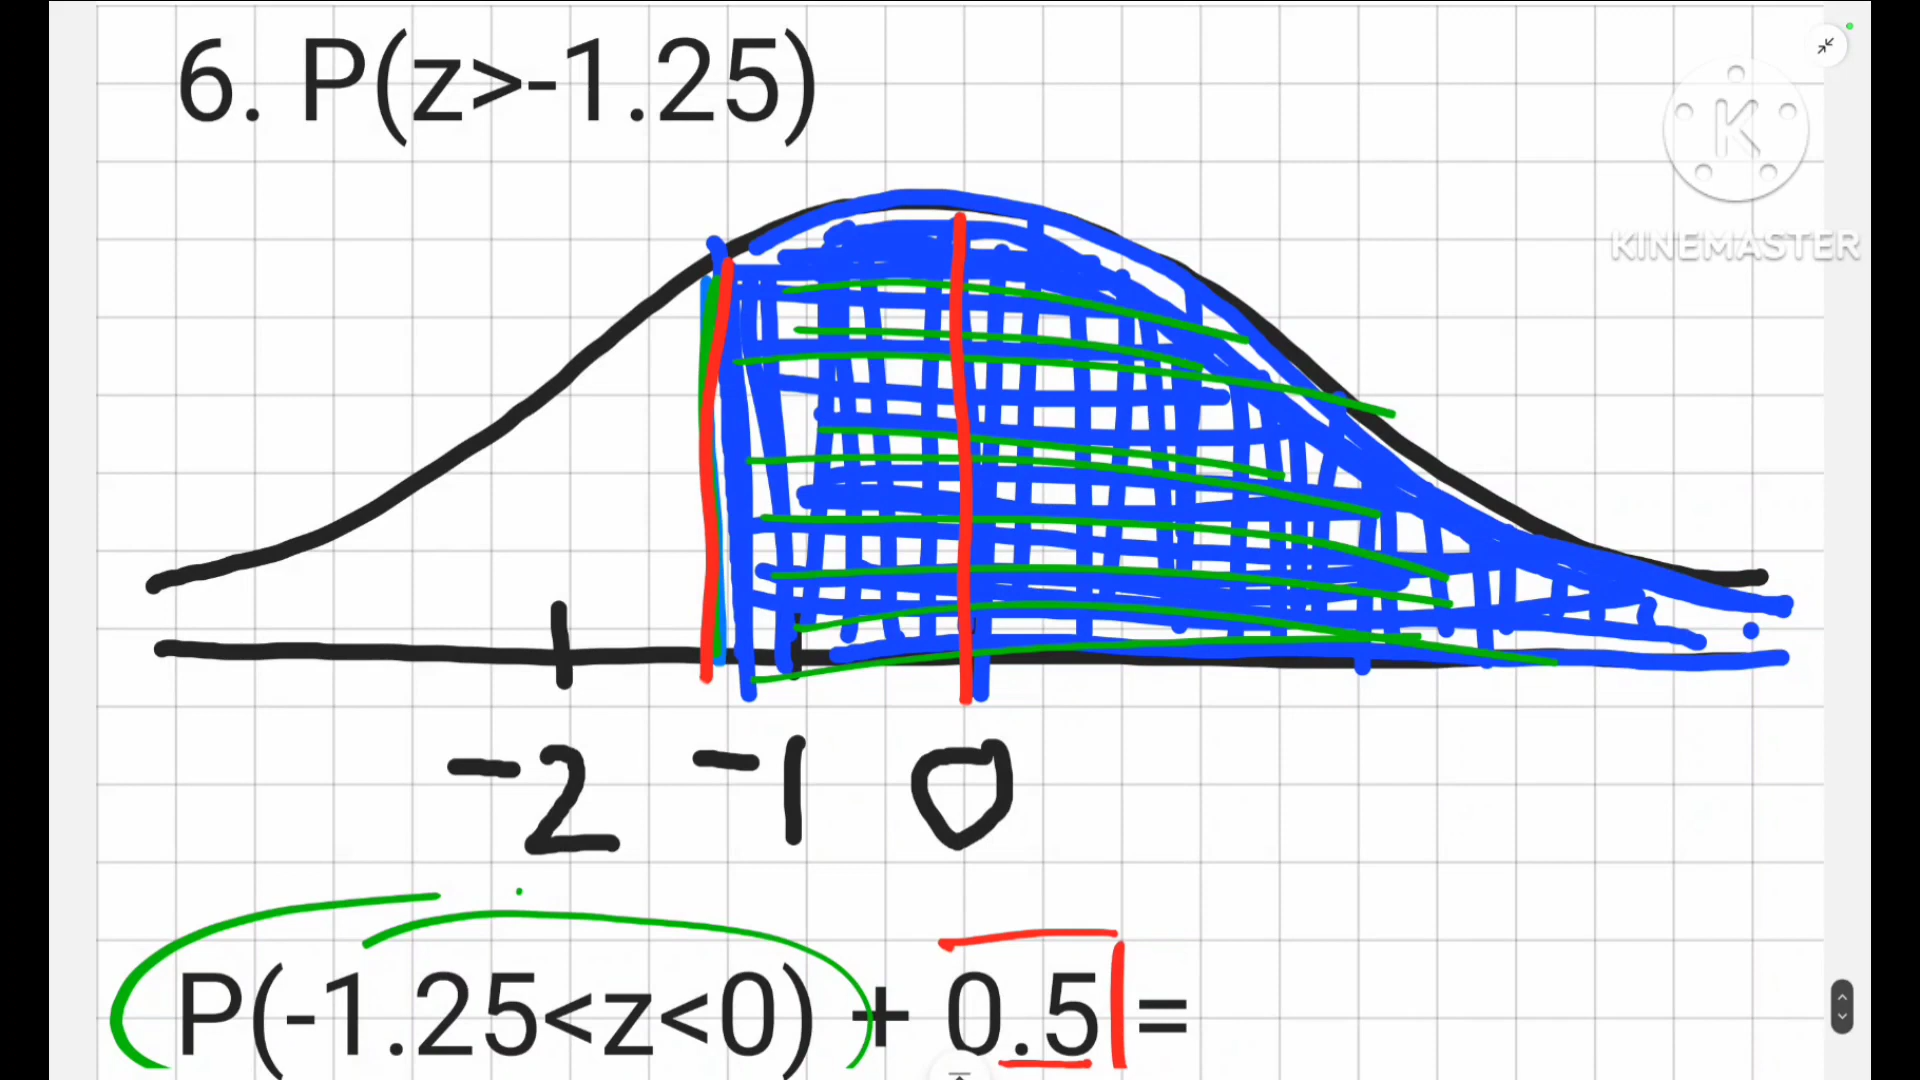 6. P(z>-1.25)
K
KINEMASTER
-2 -1 0
P(-1.25<z<0) + 0.5 =